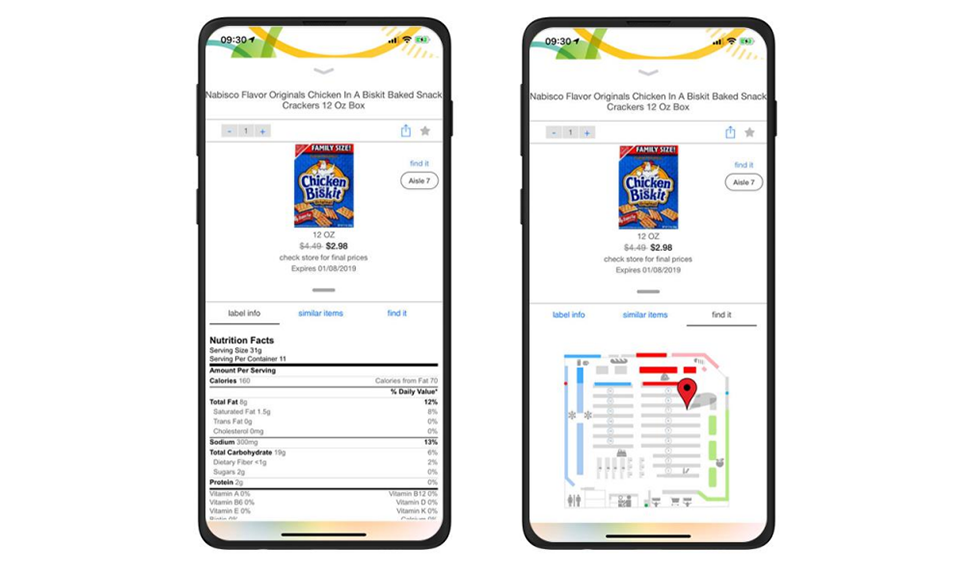 09:30
Nabisco Flavor Originals Chicken In A Biskit Baked Snack
Crackers 12 Oz Box
- 1 +
find it
Aisle 7
FAMILY SIZE!
Chicken
in a
Biskit
12 OZ
$4.49 $2.98
check store for final prices
Expires 01/08/2019
label info similar items find it
Nutrition Facts
Serving Size 31g
Serving Per Container 11
Amount Per Serving
Calories 160 Calories from Fat 70
% Daily Value*
Total Fat 8g 12%
Saturated Fat 1.5g 8%
Trans Fat 0g 0%
Cholesterol 0mg 0%
Sodium 300mg 13%
Total Carbohydrate 19g 6%
Dietary Fiber <1g 2%
Sugars 2g 0%
Protein 2g 0%
Vitamin A 0% Vitamin B12 0%
Vitamin B6 0% Vitamin D 0%
Vitamin E 0% Vitamin K 0%
09:30
Nabisco Flavor Originals Chicken In A Biskit Baked Snack
Crackers 12 Oz Box
- 1 +
find it
Aisle 7
FAMILY SIZE!
Chicken
in a
Biskit
12 OZ
$4.49 $2.98
check store for final prices
Expires 01/08/2019
label info similar items find it